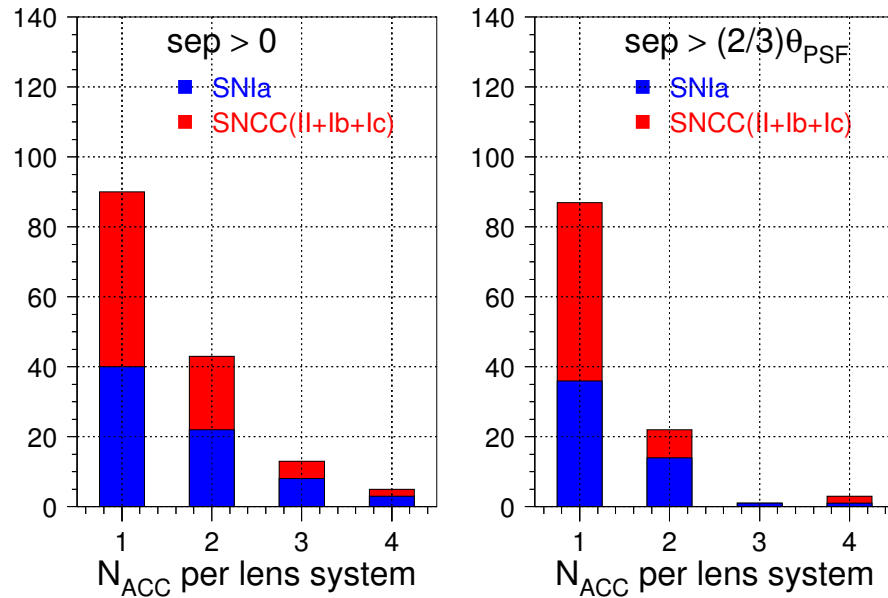 140
120
100
80
60
40
20
0
sep > 0
SNIa
SNCC(II+Ib+Ic)
1 2 3 4
N_ACC per lens system
140
120
100
80
60
40
20
0
sep > (2/3)θ_PSF
SNIa
SNCC(II+Ib+Ic)
1 2 3 4
N_ACC per lens system